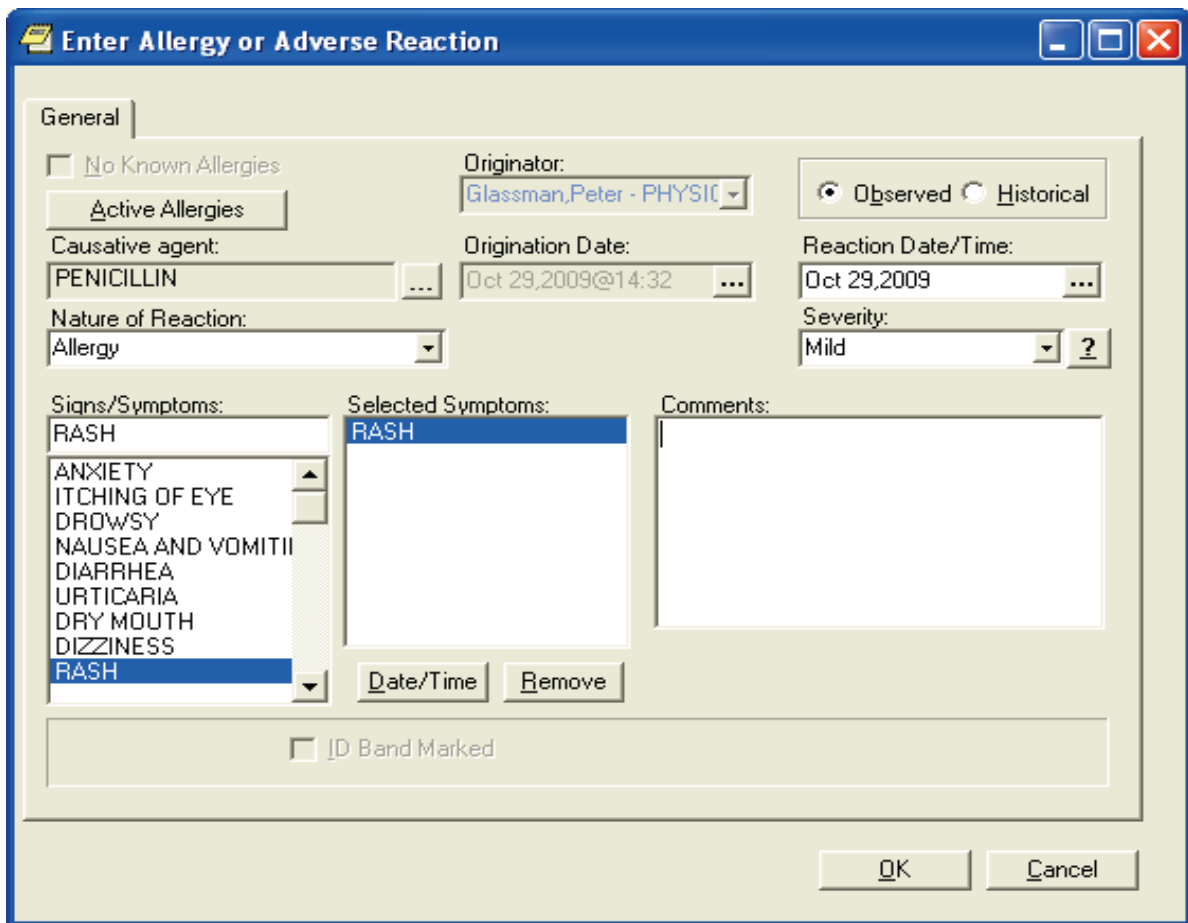 Enter Allergy or Adverse Reaction
General
No Known Allergies
Originator:
Glassman,Peter - PHYSIC
Observed
Historical
Active Allergies
Causative agent:
Origination Date:
Reaction Date/Time:
PENICILLIN
...
Oct 29,2009@14:32
...
Oct 29,2009
...
Nature of Reaction:
Severity:
Allergy
Mild
?
Signs/Symptoms:
Selected Symptoms:
Comments:
RASH
RASH
ANXIETY
ITCHING OF EYE
DROWSY
NAUSEA AND VOMITII
DIARRHEA
URTICARIA
DRY MOUTH
DIZZINESS
RASH
Date/Time
Remove
ID Band Marked
OK
Cancel